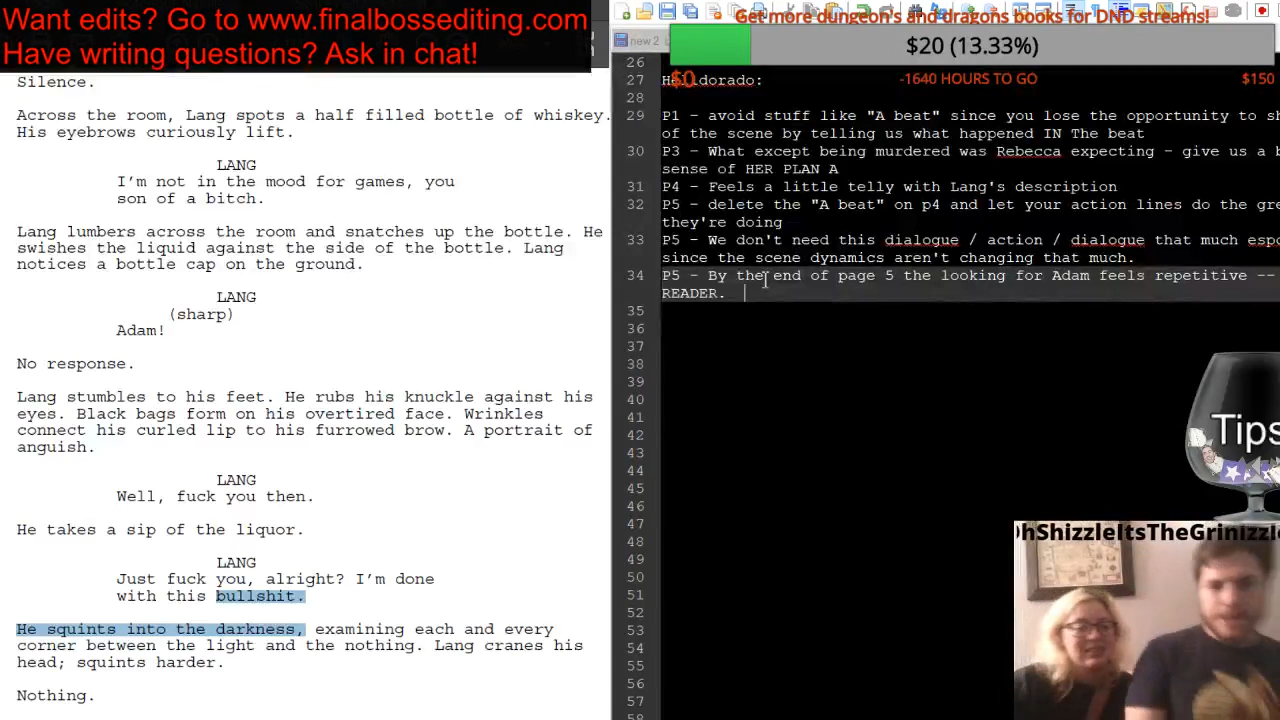 Want edits? Go to www.finalbossediting.com
Have writing questions? Ask in chat!
Silence.
Across the room, Lang spots a half filled bottle of whiskey.
His eyebrows curiously lift.
LANG
I'm not in the mood for games, you
son of a bitch.
Lang lumbers across the room and snatches up the bottle. He
swishes the liquid against the side of the bottle. Lang
notices a bottle cap on the ground.
LANG
(sharp)
Adam!
No response.
Lang stumbles to his feet. He rubs his knuckle against his
eyes. Black bags form on his overtired face. Wrinkles
connect his curled lip to his furrowed brow. A portrait of
anguish.
LANG
Well, fuck you then.
He takes a sip of the liquor.
LANG
Just fuck you, alright? I'm done
with this bullshit.
He squints into the darkness, examining each and every
corner between the light and the nothing. Lang cranes his
head; squints harder.
Nothing.
Get more dungeon's and dragons books for DND streams!
new 2
$20 (13.33%)
$0
-1640 HOURS TO GO
$150
26
27 ldorado:
28
29 P1 - avoid stuff like "A beat" since you lose the opportunity to sh
of the scene by telling us what happened IN The beat
30 P3 - What except being murdered was Rebecca expecting - give us a b
sense of HER PLAN A
31 P4 - Feels a little telly with Lang's description
32 P5 - delete the "A beat" on p4 and let your action lines do the gre
they're doing
33 P5 - We don't need this dialogue / action / dialogue that much espe
since the scene dynamics aren't changing that much.
34 P5 - By the end of page 5 the looking for Adam feels repetitive --
READER.
35
36
37
38
39
40
41
42
43
44
45
46
47
48
49
50
51
52
53
54
55
56
57
58
Tips
OhShizzleItsTheGrinizzle